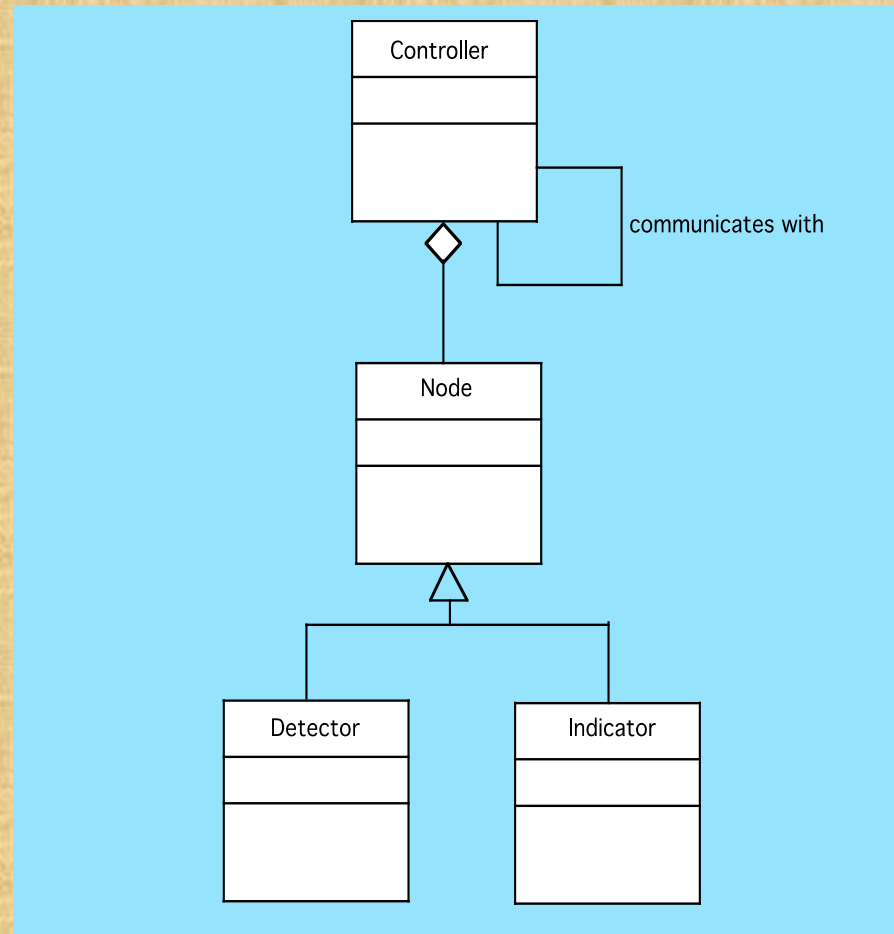 Controller
communicates with
Node
Detector
Indicator